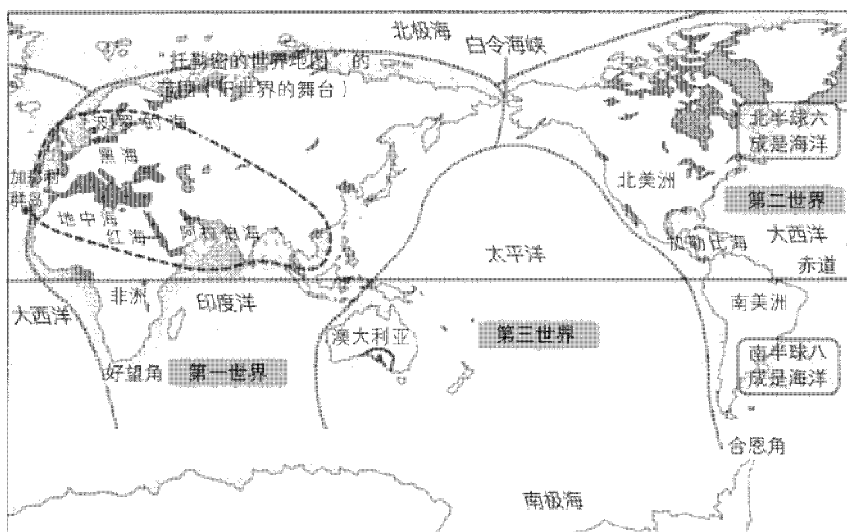 北极海
白令海峡
“托勒密的世界地图”的
范围（旧世界的舞台）
波罗的海
黑海
加那利
群岛
地中海
红海
阿拉伯海
北美洲
北半球六
成是海洋
第二世界
加勒比海
大西洋
太平洋
赤道
非洲
印度洋
大西洋
南美洲
澳大利亚
第三世界
好望角
第一世界
南半球八
成是海洋
合恩角
南极海